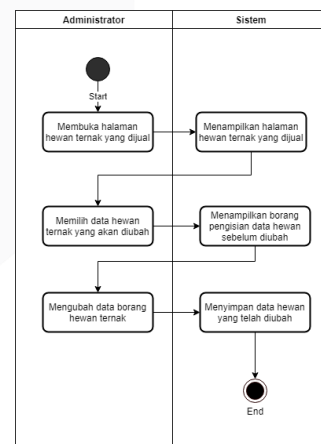 Administrator
Sistem
Start
Membuka halaman
hewan ternak yang dijual
Menampilkan halaman
hewan ternak yang dijual
Memilih data hewan
ternak yang akan diubah
Menampilkan borang
pengisian data hewan
sebelum diubah
Mengubah data borang
hewan ternak
Menyimpan data hewan
yang telah diubah
End